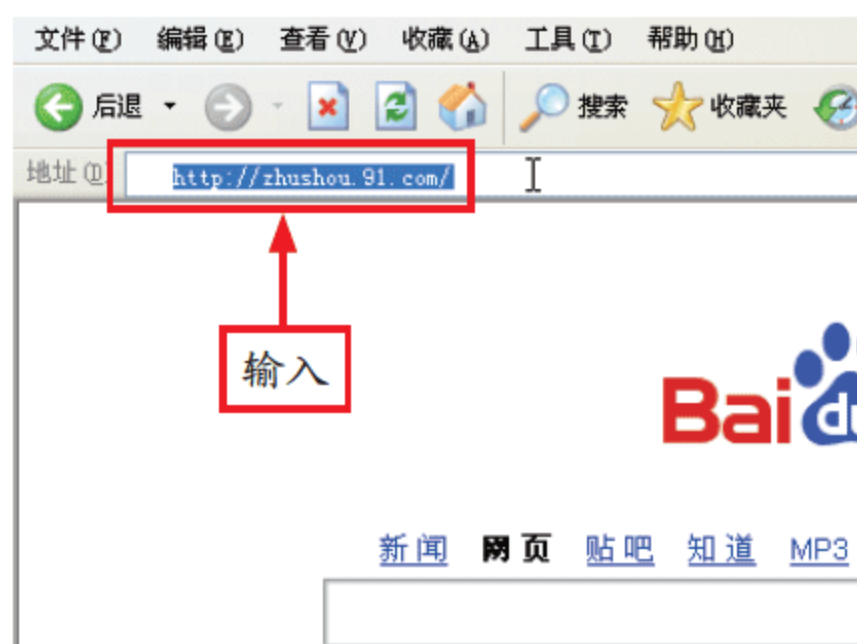 文件(F) 编辑(E) 查看(V) 收藏(A) 工具(T) 帮助(H)
后退 搜索 收藏夹
地址(D) http://zhushou.91.com/
输入
Baidu
新闻 网页 贴吧 知道 MP3